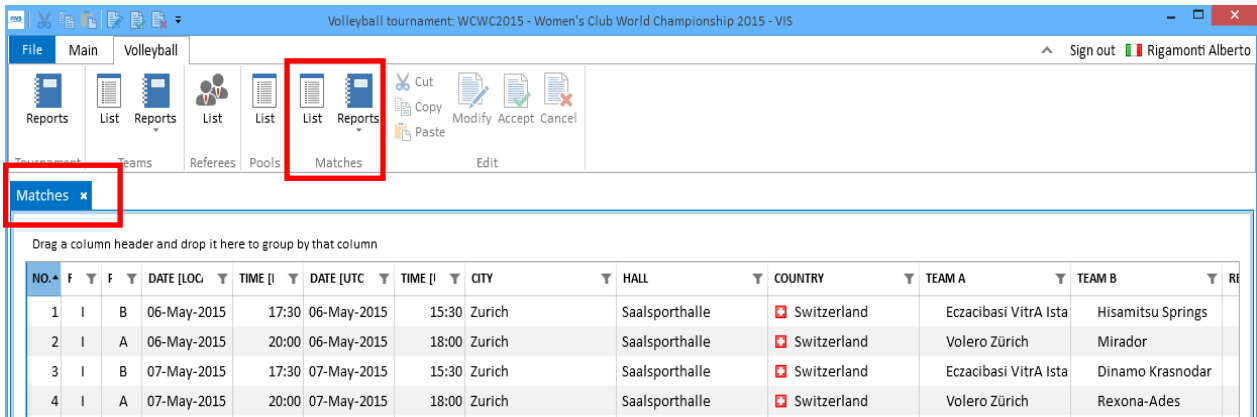 FIVB Volleyball tournament: WCWC2015 - Women's Club World Championship 2015 - VIS
File Main Volleyball Sign out Rigamonti Alberto
Reports List Reports List List List Reports Cut Copy Paste Modify Accept Cancel
Tournament Teams Referees Pools Matches Edit
Matches
Drag a column header and drop it here to group by that column
NO. DATE [LOC TIME [ DATE [UTC TIME [ CITY HALL COUNTRY TEAM A TEAM B RE
1 I B 06-May-2015 17:30 06-May-2015 15:30 Zurich Saalsporthalle Switzerland Eczacibasi VitrA Ista Hisamitsu Springs
2 I A 06-May-2015 20:00 06-May-2015 18:00 Zurich Saalsporthalle Switzerland Volero Zürich Mirador
3 I B 07-May-2015 17:30 07-May-2015 15:30 Zurich Saalsporthalle Switzerland Eczacibasi VitrA Ista Dinamo Krasnodar
4 I A 07-May-2015 20:00 07-May-2015 18:00 Zurich Saalsporthalle Switzerland Volero Zürich Rexona-Ades